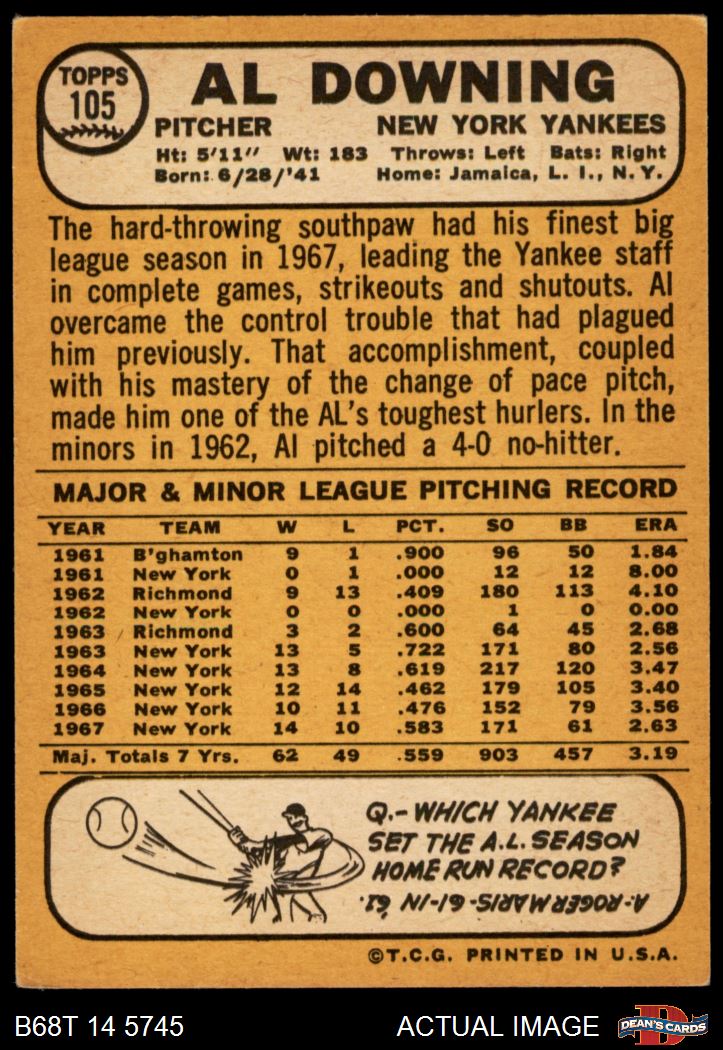 TOPPS
105
AL DOWNING
PITCHER NEW YORK YANKEES
Ht: 5'11" Wt: 183 Throws: Left Bats: Right
Born: 6/28/'41 Home: Jamaica, L. I., N. Y.
The hard-throwing southpaw had his finest big
league season in 1967, leading the Yankee staff
in complete games, strikeouts and shutouts. Al
overcame the control trouble that had plagued
him previously. That accomplishment, coupled
with his mastery of the change of pace pitch,
made him one of the AL's toughest hurlers. In the
minors in 1962, Al pitched a 4-0 no-hitter.
MAJOR & MINOR LEAGUE PITCHING RECORD
YEAR TEAM W L PCT. SO BB ERA
1961 B'ghamton 9 1 .900 96 50 1.84
1961 New York 0 1 .000 12 12 8.00
1962 Richmond 9 13 .409 180 113 4.10
1962 New York 0 0 .000 1 0 0.00
1963 Richmond 3 2 .600 64 45 2.68
1963 New York 13 5 .722 171 80 2.56
1964 New York 13 8 .619 217 120 3.47
1965 New York 12 14 .462 179 105 3.40
1966 New York 10 11 .476 152 79 3.56
1967 New York 14 10 .583 171 61 2.63
Maj. Totals 7 Yrs. 62 49 .559 903 457 3.19
Q.- WHICH YANKEE
SET THE A.L. SEASON
HOME RUN RECORD?
A: ROGER MARIS - 61 - IN '61.
©T.C.G. PRINTED IN U.S.A.
B68T 14 5745 ACTUAL IMAGE
D
DEAN'S CARDS